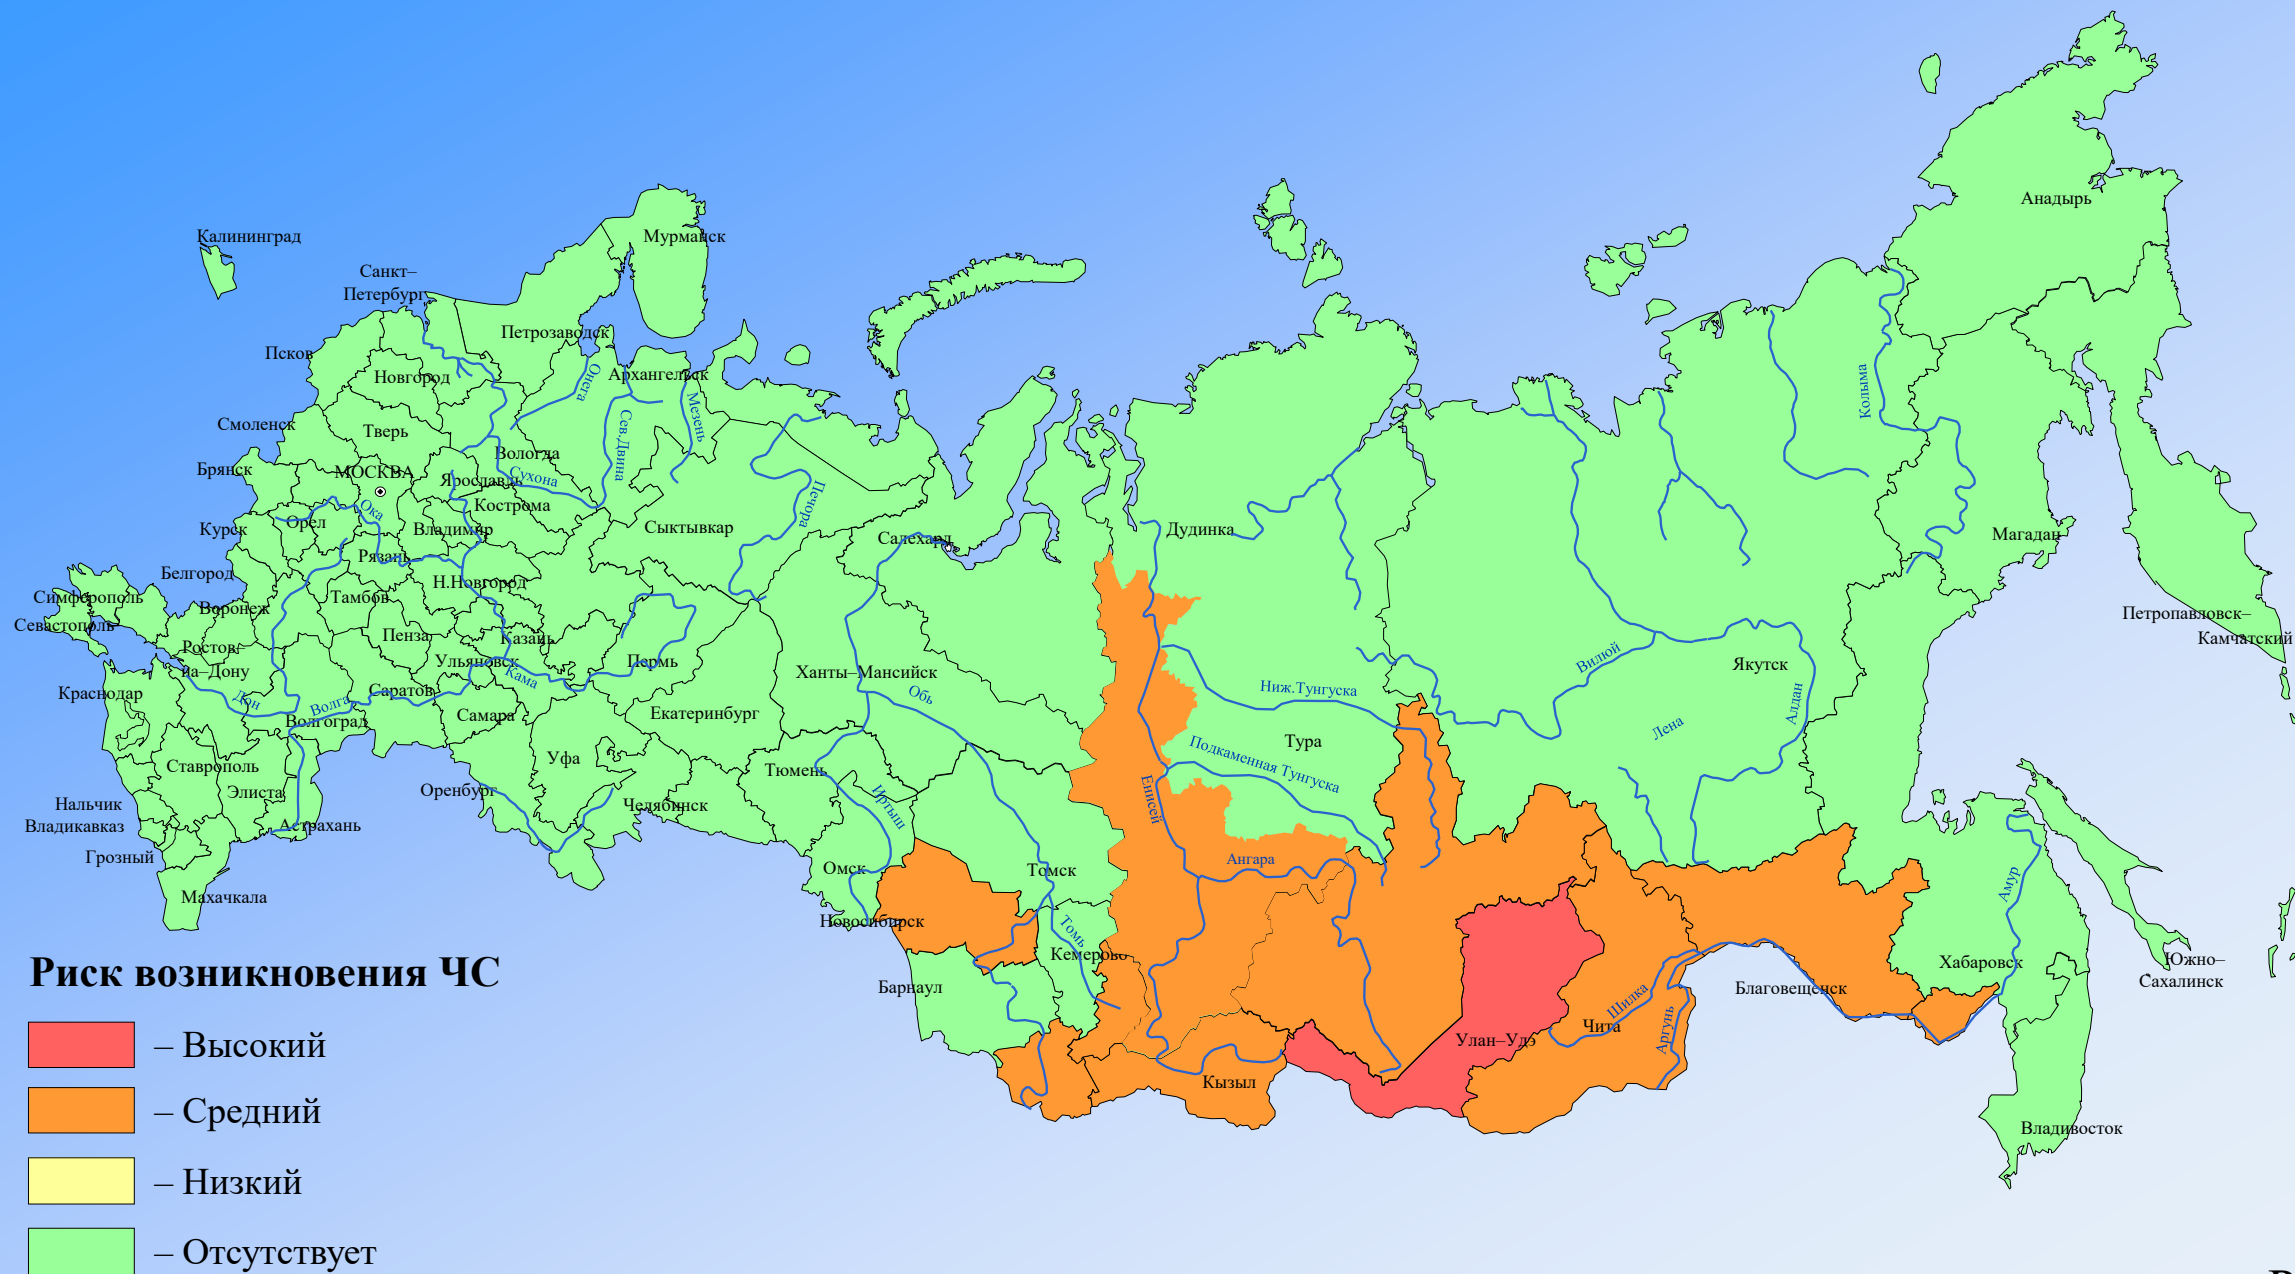 Калининград
Санкт–
Петербург
Мурманск
Анадырь
Петрозаводск
Псков
Новгород
Архангельск
Онега
Мезень
Колыма
Смоленск
Тверь
Сев.Двина
Вологда
Сухона
Брянск
МОСКВА
Ярославль
Кострома
Печора
Ока
Орел
Курск
Владимир
Сыктывкар
Салехард
Дудинка
Магадан
Рязань
Белгород
Н.Новгород
Симферополь
Воронеж
Тамбов
Севастополь
Петропавловск–
Камчатский
Ростов–
на–Дону
Пенза
Казань
Ульяновск
Кама
Пермь
Ханты–Мансийск
Обь
Вилюй
Якутск
Ниж.Тунгуска
Краснодар
Дон
Волга
Саратов
Волгоград
Самара
Екатеринбург
Лена
Алдан
Тура
Подкаменная Тунгуска
Ставрополь
Уфа
Тюмень
Элиста
Оренбург
Иртыш
Енисей
Нальчик
Челябинск
Владикавказ
Астрахань
Грозный
Махачкала
Омск
Томск
Ангара
Амур
Новосибирск
Томь
Кемерово
Барнаул
Хабаровск
Южно–
Сахалинск
Благовещенск
Шилка
Чита
Аргунь
Улан–Удэ
Кызыл
Владивосток
Риск возникновения ЧС
– Высокий
– Средний
– Низкий
– Отсутствует